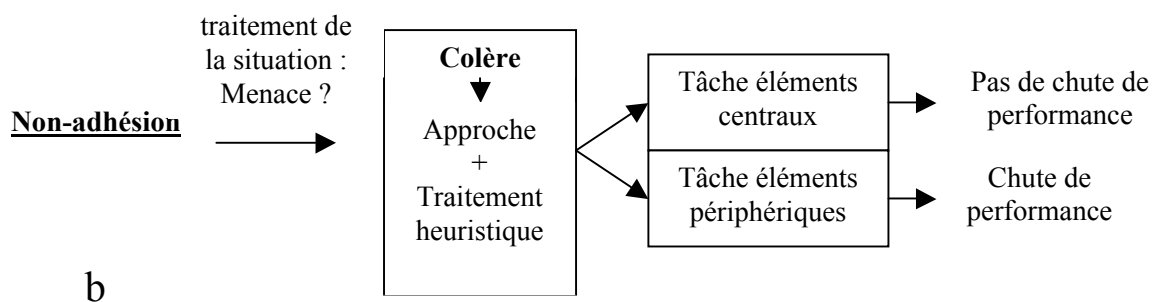 traitement de
la situation :
Menace ?
Non-adhésion
Colère
Approche
+
Traitement
heuristique
Tâche éléments
centraux
Pas de chute de
performance
Tâche éléments
périphériques
Chute de
performance
b